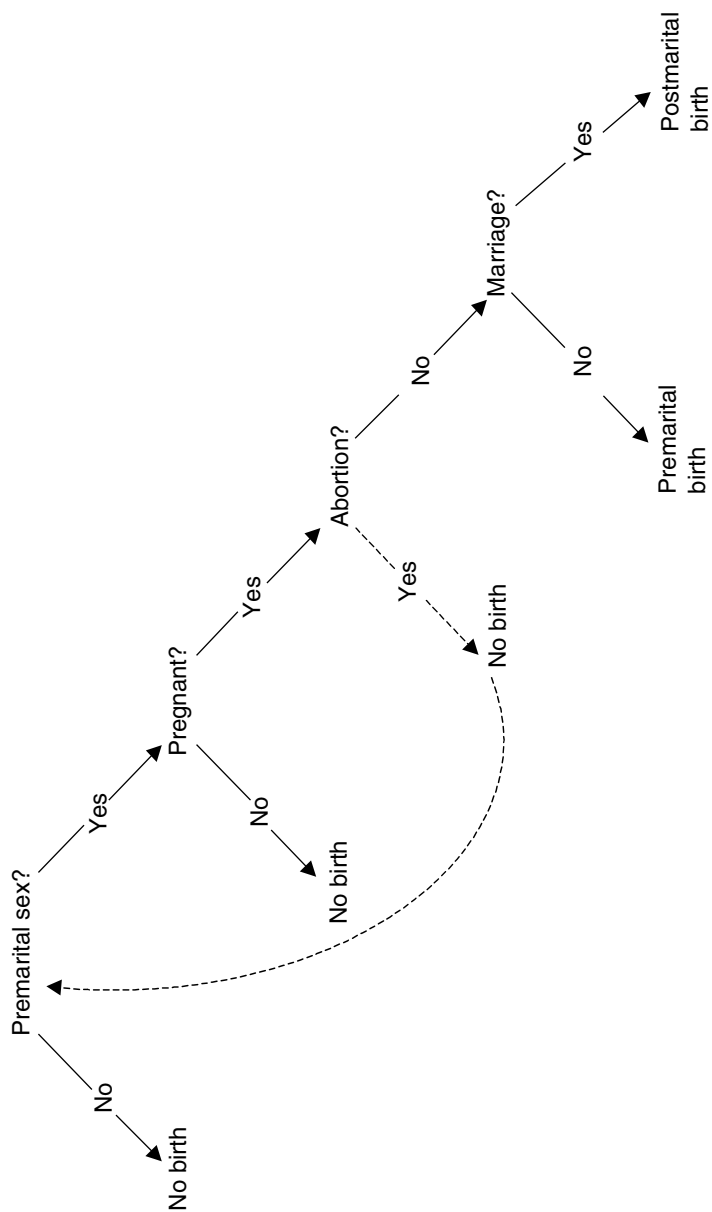 Premarital sex?
No
Yes
No birth
Pregnant?
No
Yes
No birth
Abortion?
Yes
No
No birth
Marriage?
No
Yes
Premarital
birth
Postmarital
birth